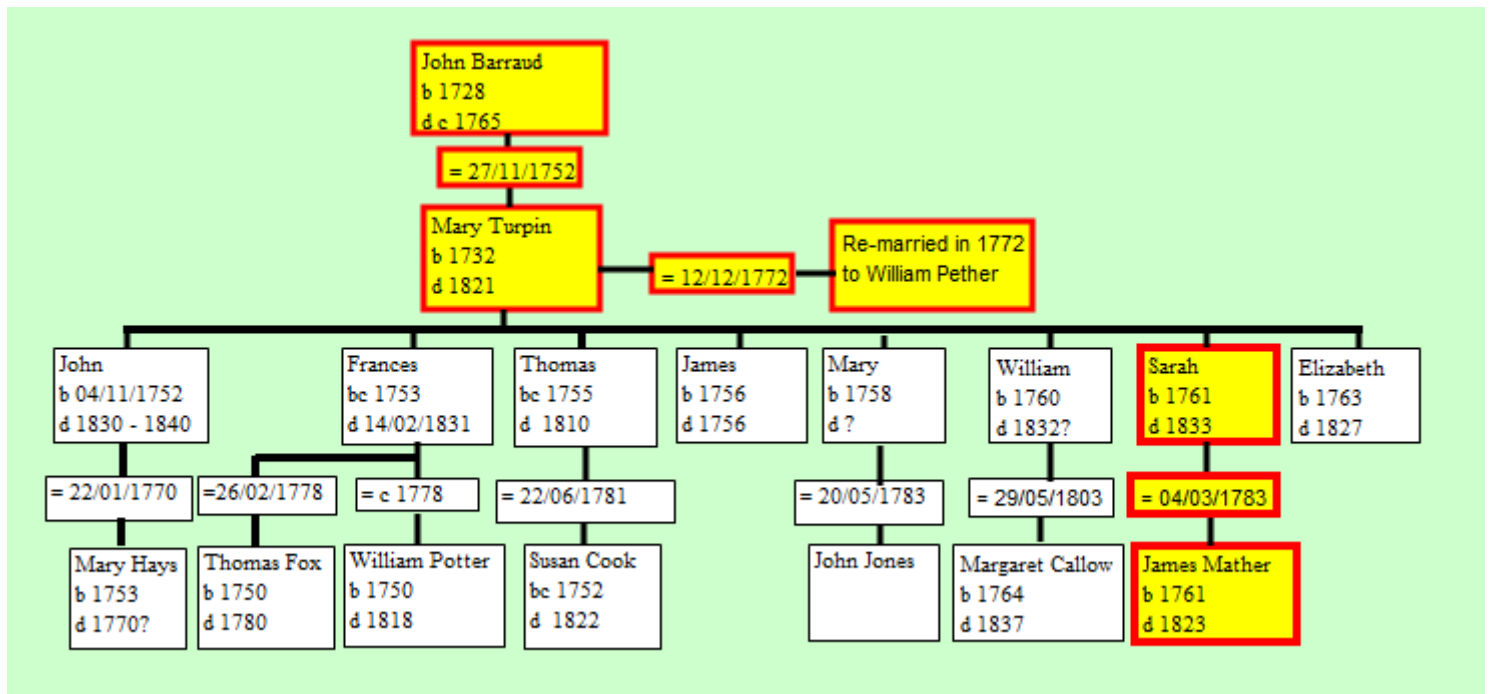 John Barraud
b 1728
d c 1765
= 27/11/1752
Mary Turpin
b 1732
d 1821
= 12/12/1772
Re-married in 1772
to William Pether
John
b 04/11/1752
d 1830 - 1840
Frances
bc 1753
d 14/02/1831
Thomas
bc 1755
d 1810
James
b 1756
d 1756
Mary
b 1758
d ?
William
b 1760
d 1832?
Sarah
b 1761
d 1833
Elizabeth
b 1763
d 1827
= 22/01/1770
=26/02/1778
= c 1778
= 22/06/1781
= 20/05/1783
= 29/05/1803
= 04/03/1783
Mary Hays
b 1753
d 1770?
Thomas Fox
b 1750
d 1780
William Potter
b 1750
d 1818
Susan Cook
bc 1752
d 1822
John Jones
Margaret Callow
b 1764
d 1837
James Mather
b 1761
d 1823